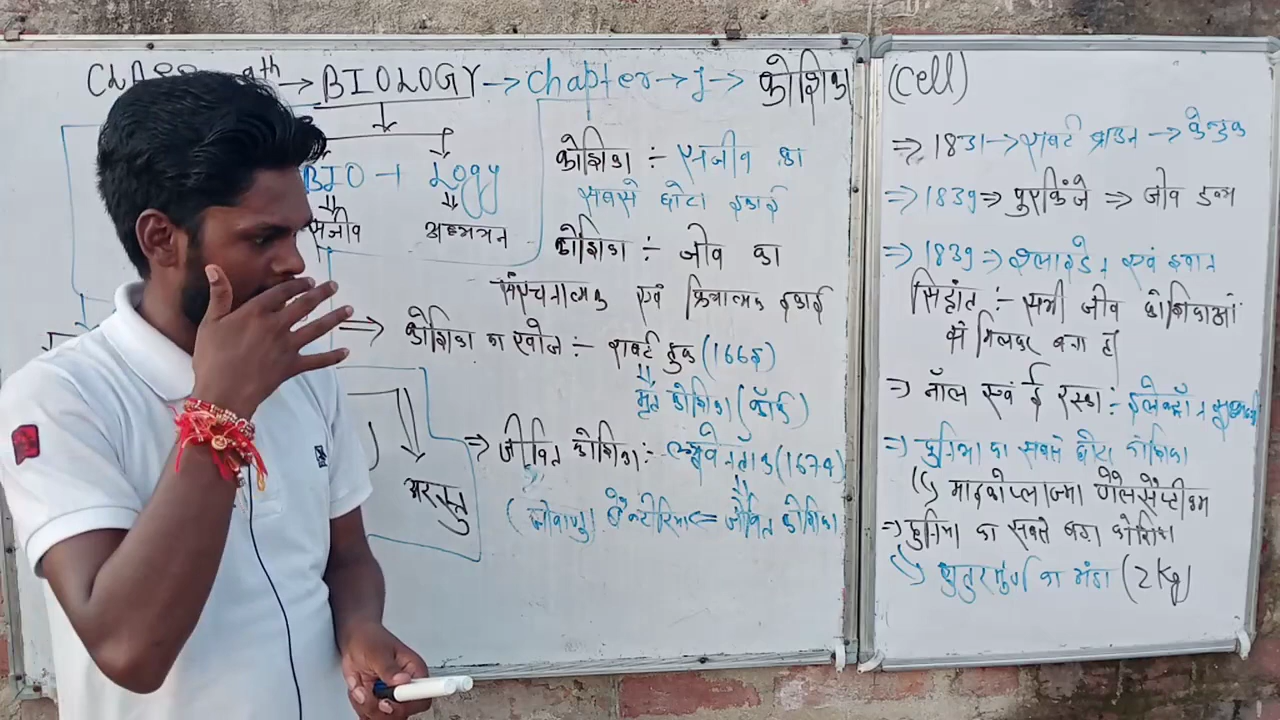 CLASS 9th → BIOLOGY → Chapter → 1 → कोशिका (Cell)
BIO + Logy
सजीव अध्ययन
कोशिका :- सजीव का
सबसे छोटा इकाई
कोशिका :- जीव का
संरचनात्मक एवं क्रियात्मक इकाई
⇒ कोशिका का खोज :- राबर्ट हुक (1665)
मृत कोशिका (कॉर्क)
⇒ जीवित कोशिका :- ल्यूवेनहॉक (1674)
(जीवाणु बैक्टीरिया = जीवित कोशिका
अरस्तु
⇒ 1831 → राबर्ट ब्राउन → केन्द्रक
⇒ 1839 ⇒ पुरकिंजे ⇒ जीव द्रव्य
⇒ 1839 ⇒ श्लाइडेन एवं श्वान
सिद्दांत :- सभी जीव कोशिकाओं
से मिलकर बना है|
⇒ नॉल एवं ई रस्का :- इलेक्ट्रॉन
⇒ दुनिया का सबसे छोटा कोशिका
माइकोप्लाज्मा गैलिसेप्टीकम
⇒ दुनिया का सबसे बड़ा कोशिका
शुतुरमुर्ग का अंडा (2 Kg)